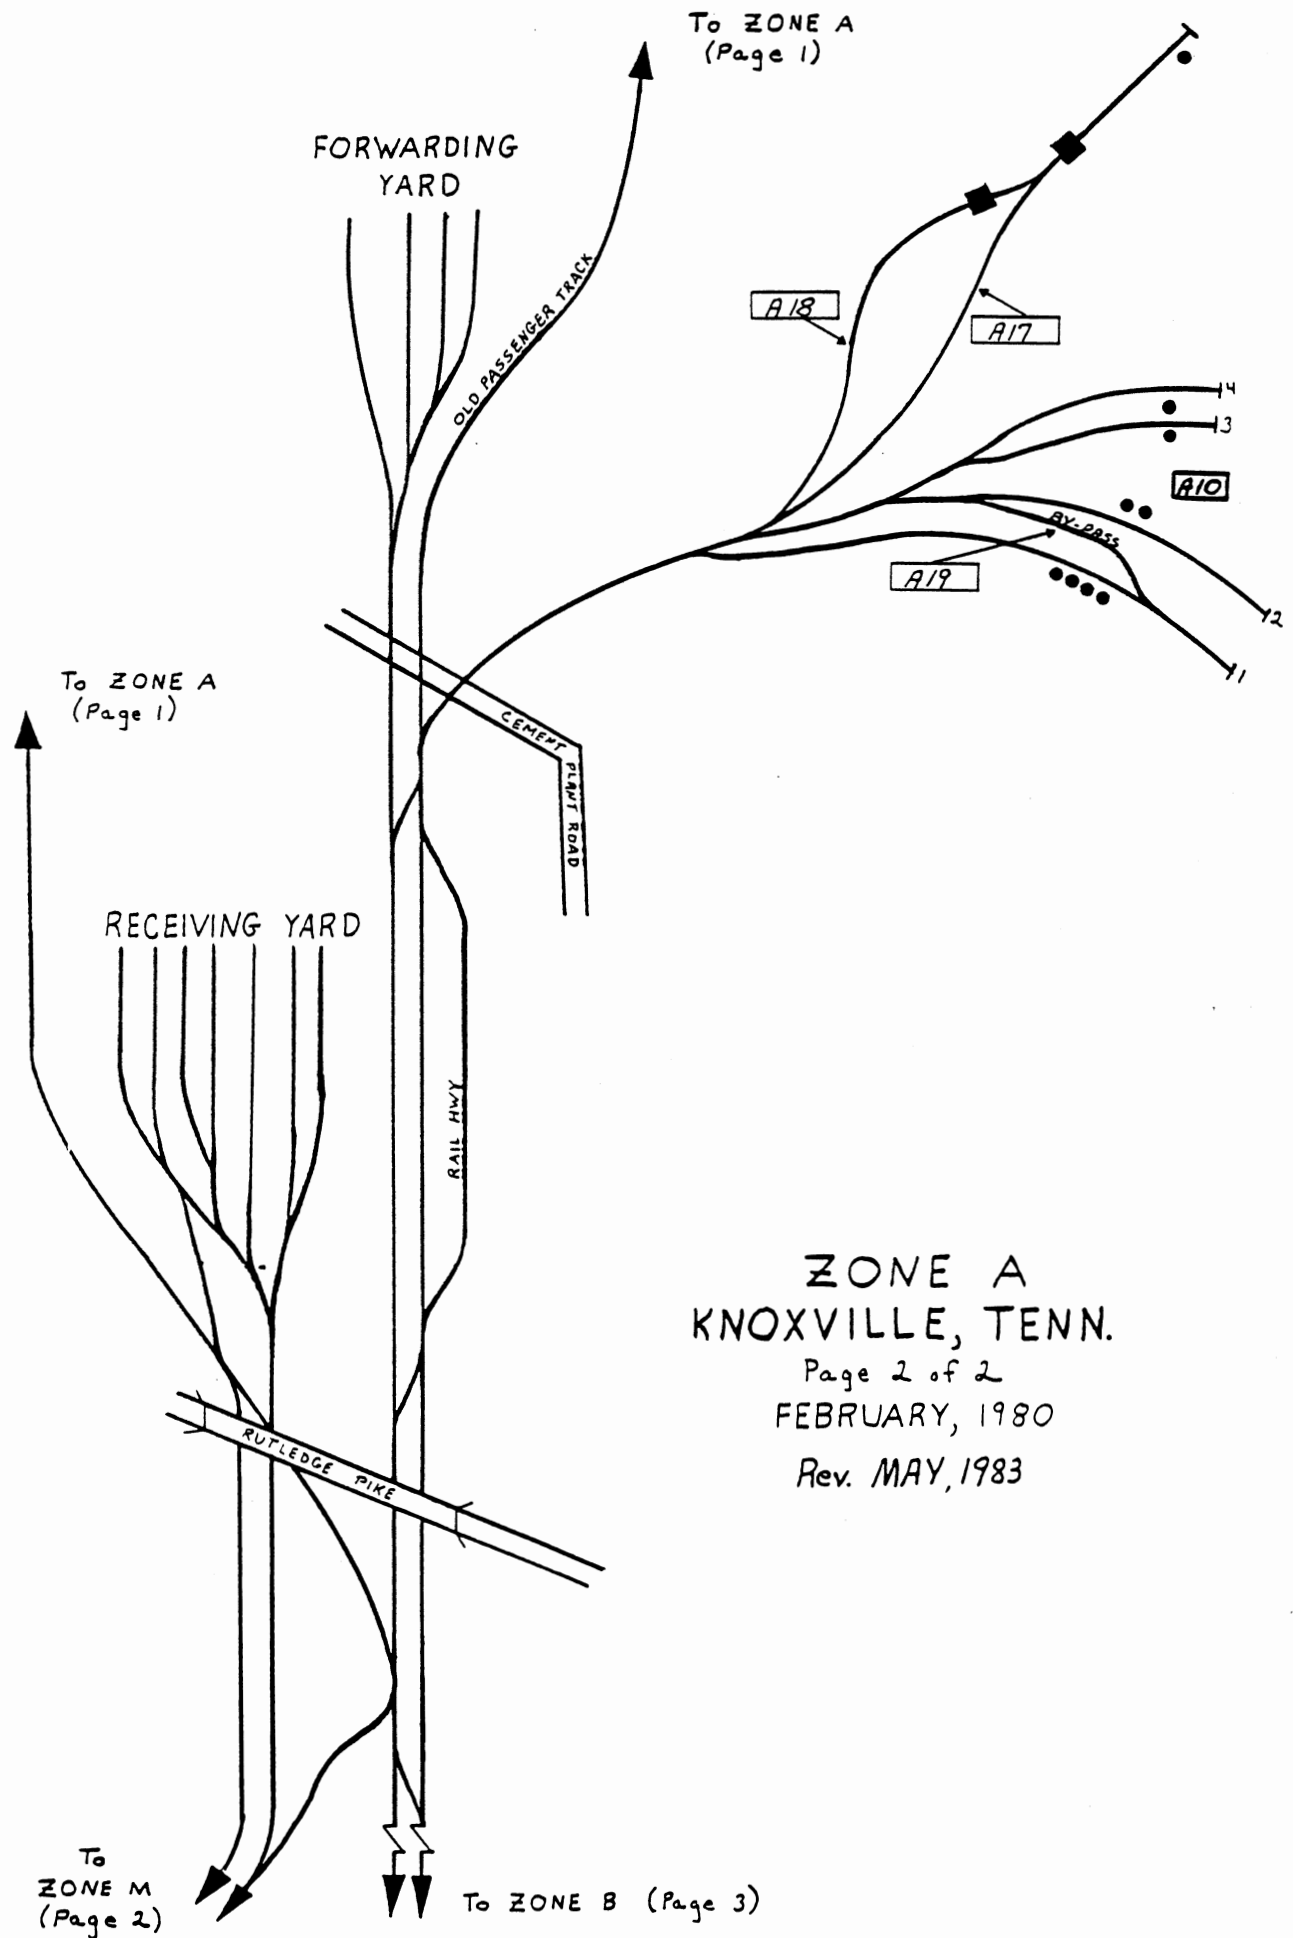 To ZONE A
(Page 1)
FORWARDING
YARD
OLD PASSENGER TRACK
A18
A17
4
3
A10
BY-PASS
A19
2
1
To ZONE A
(Page 1)
CEMENT PLANT ROAD
RECEIVING YARD
RAIL HWY
ZONE A
KNOXVILLE, TENN.
Page 2 of 2
FEBRUARY, 1980
Rev. MAY, 1983
RUTLEDGE PIKE
To
ZONE M
(Page 2)
To ZONE B (Page 3)